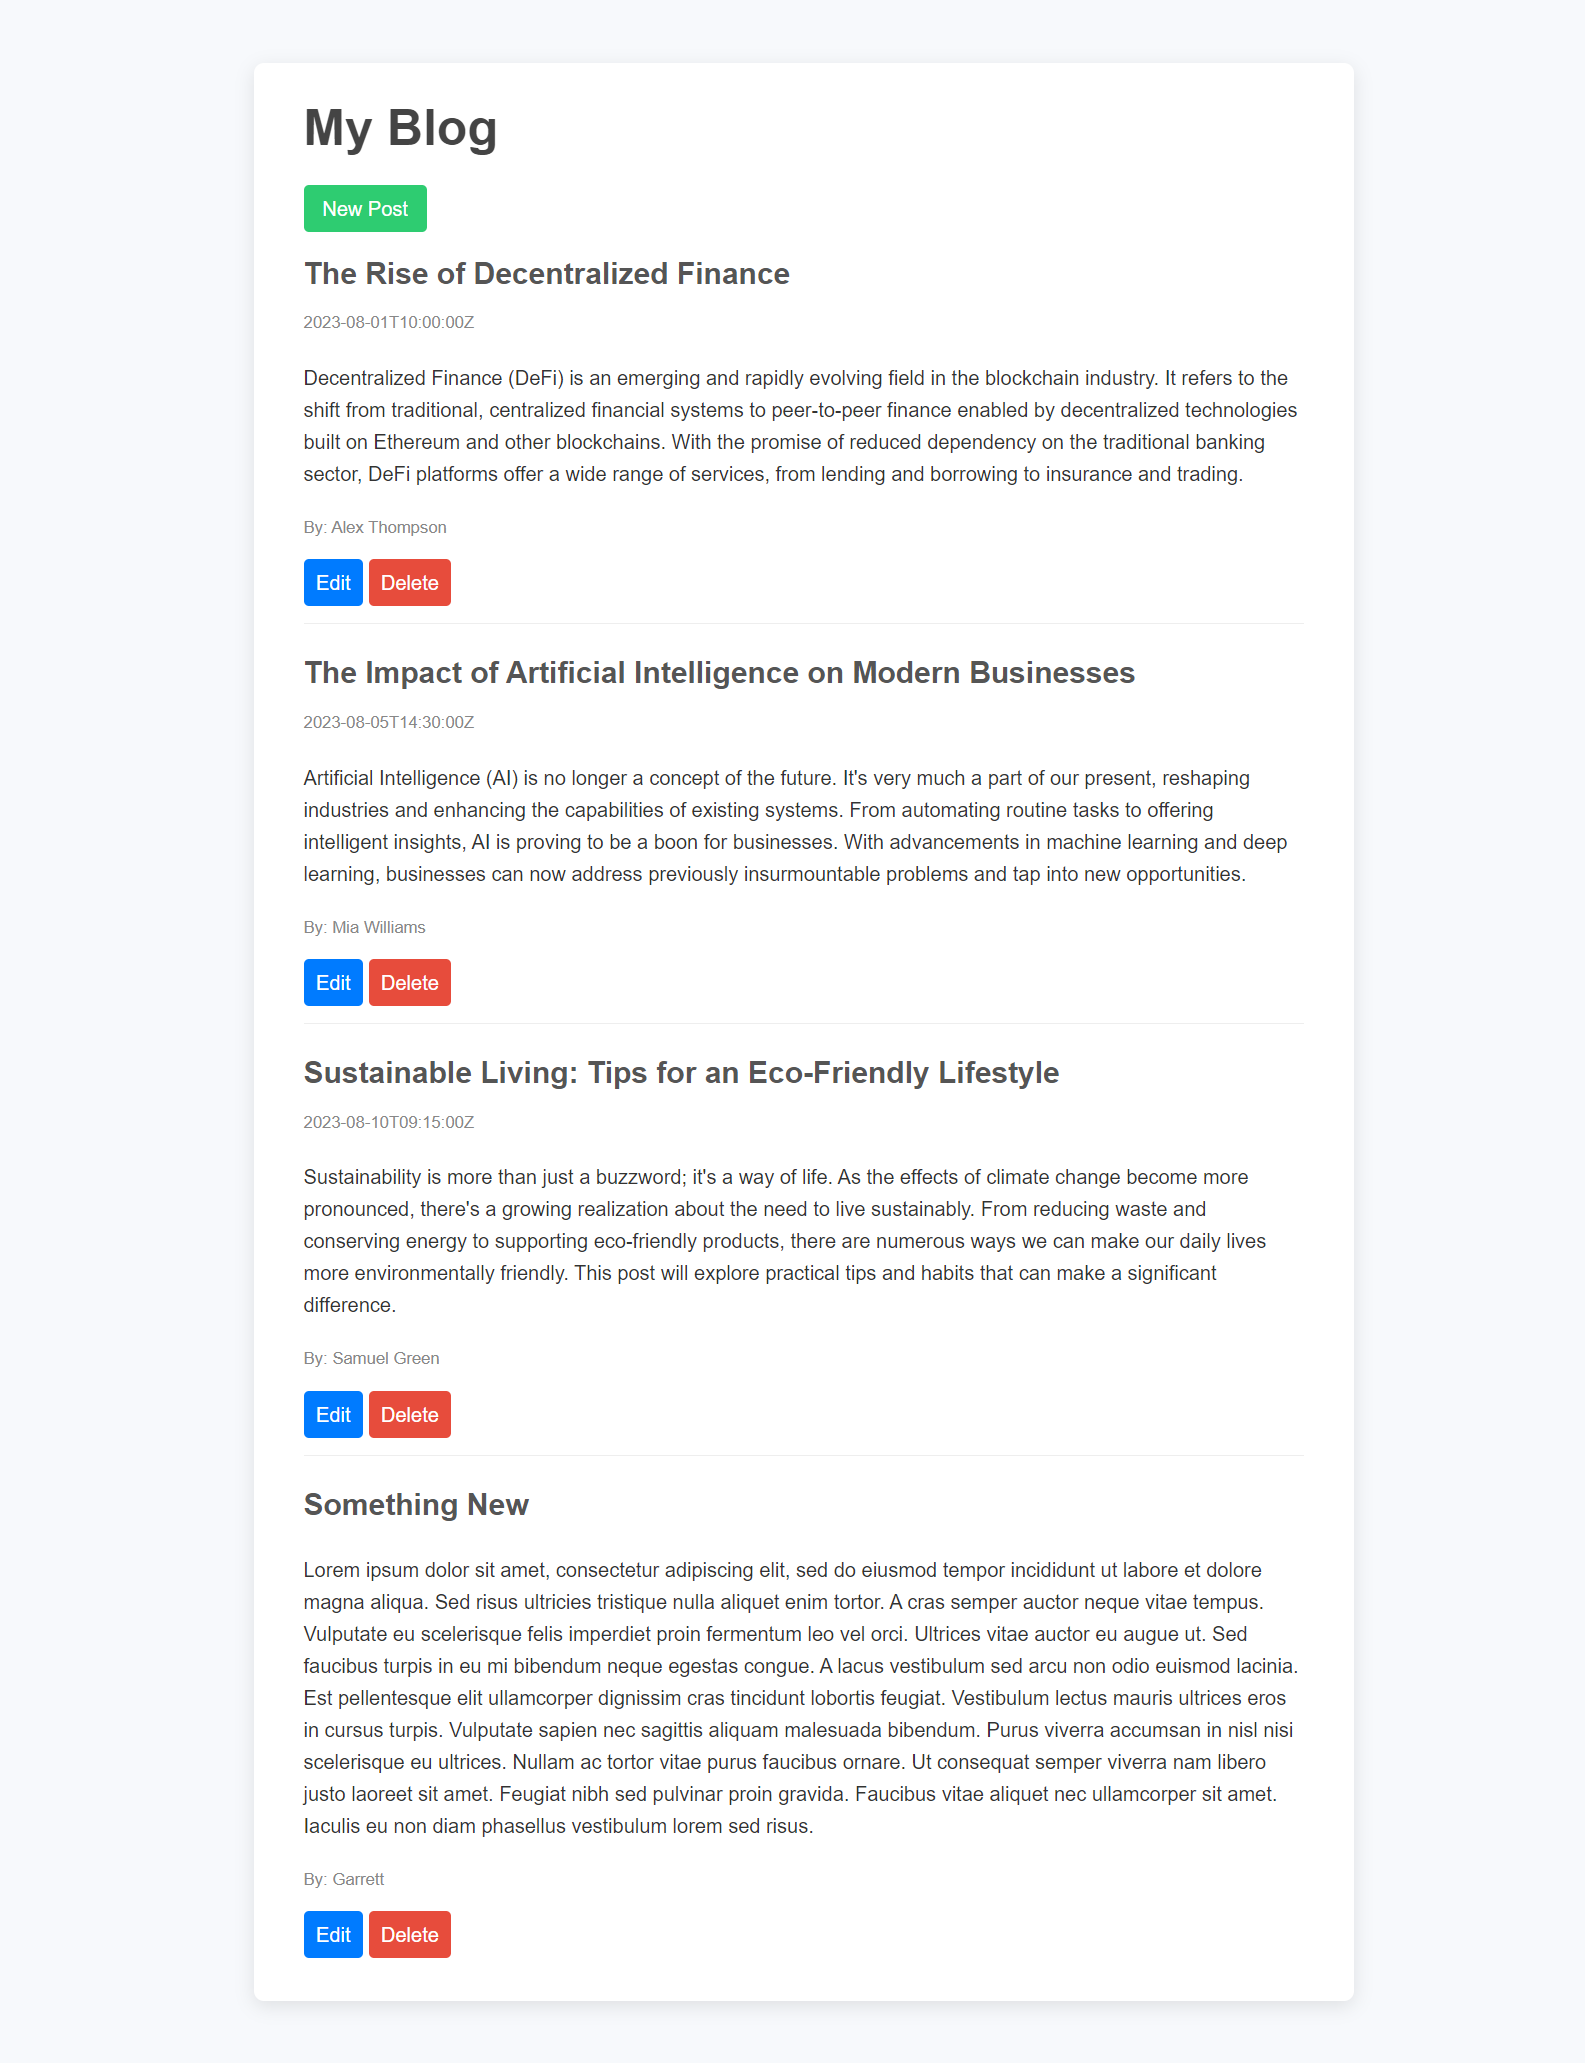 My Blog
New Post
The Rise of Decentralized Finance
2023-08-01T10:00:00Z
Decentralized Finance (DeFi) is an emerging and rapidly evolving field in the blockchain industry. It refers to the
shift from traditional, centralized financial systems to peer-to-peer finance enabled by decentralized technologies
built on Ethereum and other blockchains. With the promise of reduced dependency on the traditional banking
sector, DeFi platforms offer a wide range of services, from lending and borrowing to insurance and trading.
By: Alex Thompson
Edit Delete
The Impact of Artificial Intelligence on Modern Businesses
2023-08-05T14:30:00Z
Artificial Intelligence (AI) is no longer a concept of the future. It's very much a part of our present, reshaping
industries and enhancing the capabilities of existing systems. From automating routine tasks to offering
intelligent insights, AI is proving to be a boon for businesses. With advancements in machine learning and deep
learning, businesses can now address previously insurmountable problems and tap into new opportunities.
By: Mia Williams
Edit Delete
Sustainable Living: Tips for an Eco-Friendly Lifestyle
2023-08-10T09:15:00Z
Sustainability is more than just a buzzword; it's a way of life. As the effects of climate change become more
pronounced, there's a growing realization about the need to live sustainably. From reducing waste and
conserving energy to supporting eco-friendly products, there are numerous ways we can make our daily lives
more environmentally friendly. This post will explore practical tips and habits that can make a significant
difference.
By: Samuel Green
Edit Delete
Something New
Lorem ipsum dolor sit amet, consectetur adipiscing elit, sed do eiusmod tempor incididunt ut labore et dolore
magna aliqua. Sed risus ultricies tristique nulla aliquet enim tortor. A cras semper auctor neque vitae tempus.
Vulputate eu scelerisque felis imperdiet proin fermentum leo vel orci. Ultrices vitae auctor eu augue ut. Sed
faucibus turpis in eu mi bibendum neque egestas congue. A lacus vestibulum sed arcu non odio euismod lacinia.
Est pellentesque elit ullamcorper dignissim cras tincidunt lobortis feugiat. Vestibulum lectus mauris ultrices eros
in cursus turpis. Vulputate sapien nec sagittis aliquam malesuada bibendum. Purus viverra accumsan in nisl nisi
scelerisque eu ultrices. Nullam ac tortor vitae purus faucibus ornare. Ut consequat semper viverra nam libero
justo laoreet sit amet. Feugiat nibh sed pulvinar proin gravida. Faucibus vitae aliquet nec ullamcorper sit amet.
Iaculis eu non diam phasellus vestibulum lorem sed risus.
By: Garrett
Edit Delete